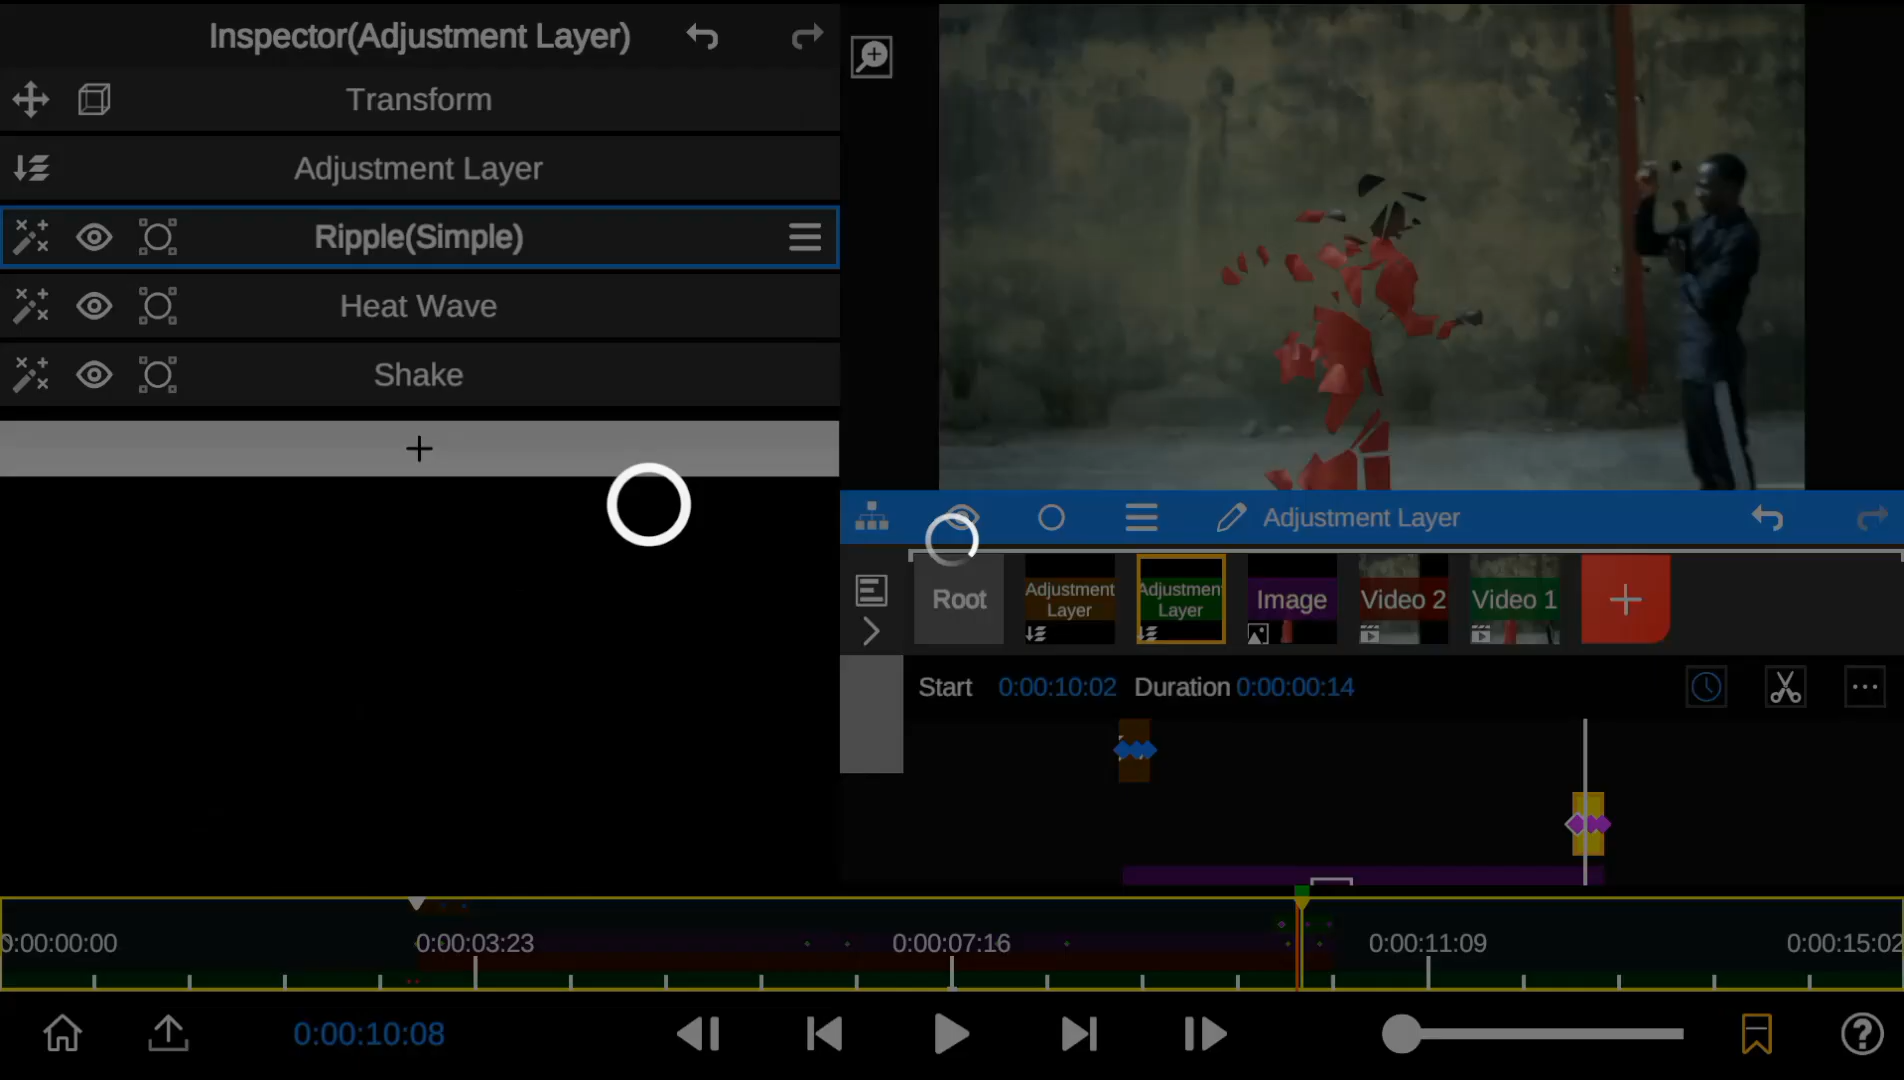 Inspector(Adjustment Layer)
Transform
Adjustment Layer
Ripple(Simple)
Heat Wave
Shake
+
Adjustment Layer
Root
Adjustment
Layer
Adjustment
Layer
Image
Video 2
Video 1
+
Start 0:00:10:02 Duration 0:00:00:14
0:00:00:00
0:00:03:23
0:00:07:16
0:00:11:09
0:00:15:02
0:00:10:08